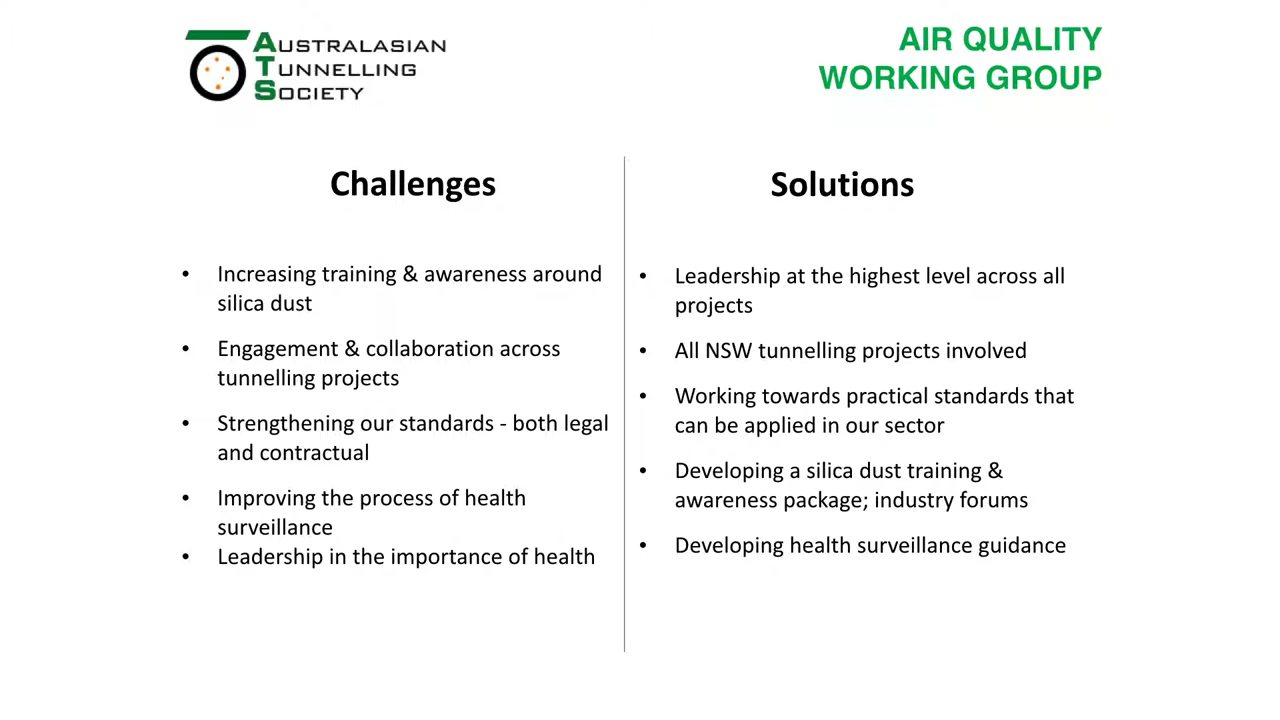 AUSTRALASIAN
TUNNELLING
SOCIETY
AIR QUALITY
WORKING GROUP
Challenges
• Increasing training & awareness around
silica dust
• Engagement & collaboration across
tunnelling projects
• Strengthening our standards - both legal
and contractual
• Improving the process of health
surveillance
• Leadership in the importance of health
Solutions
• Leadership at the highest level across all
projects
• All NSW tunnelling projects involved
• Working towards practical standards that
can be applied in our sector
• Developing a silica dust training &
awareness package; industry forums
• Developing health surveillance guidance